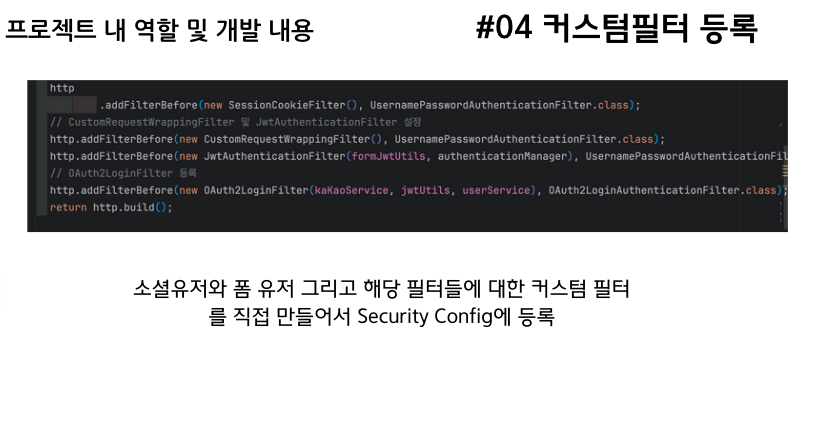 프로젝트 내 역할 및 개발 내용
#04 커스텀필터 등록
http
.addFilterBefore(new SessionCookieFilter(), UsernamePasswordAuthenticationFilter.class);
// CustomRequestWrappingFilter 및 JwtAuthenticationFilter 설정
http.addFilterBefore(new CustomRequestWrappingFilter(), UsernamePasswordAuthenticationFilter.class);
http.addFilterBefore(new JwtAuthenticationFilter(formJwtUtils, authenticationManager), UsernamePasswordAuthenticationFil
// OAuth2LoginFilter 등록
http.addFilterBefore(new OAuth2LoginFilter(kaKaoService, jwtUtils, userService), OAuth2LoginAuthenticationFilter.class);
return http.build();
소셜유저와 폼 유저 그리고 해당 필터들에 대한 커스텀 필터
를 직접 만들어서 Security Config에 등록